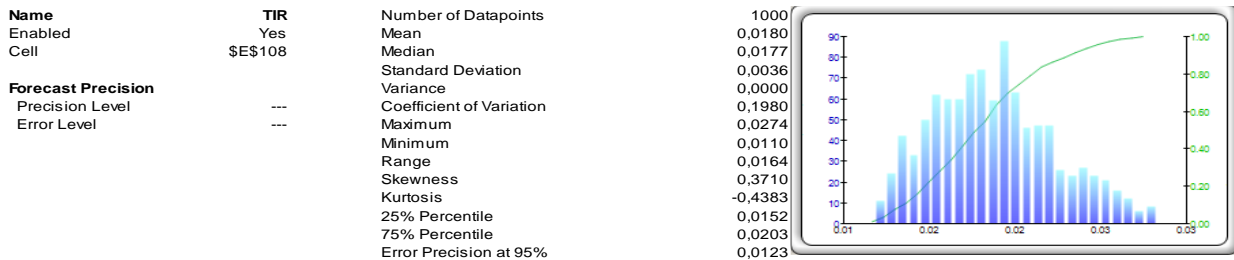 Name TIR Number of Datapoints 1000
Enabled Yes Mean 0,0180
Cell $E$108 Median 0,0177
Standard Deviation 0,0036
Forecast Precision Variance 0,0000
Precision Level --- Coefficient of Variation 0,1980
Error Level --- Maximum 0,0274
Minimum 0,0110
Range 0,0164
Skewness 0,3710
Kurtosis -0,4383
25% Percentile 0,0152
75% Percentile 0,0203
Error Precision at 95% 0,0123
90 1.00
80
70 0.80
60
50 0.60
40 0.40
30
20 0.20
10
0 0.00
0.01 0.02 0.02 0.03 0.03